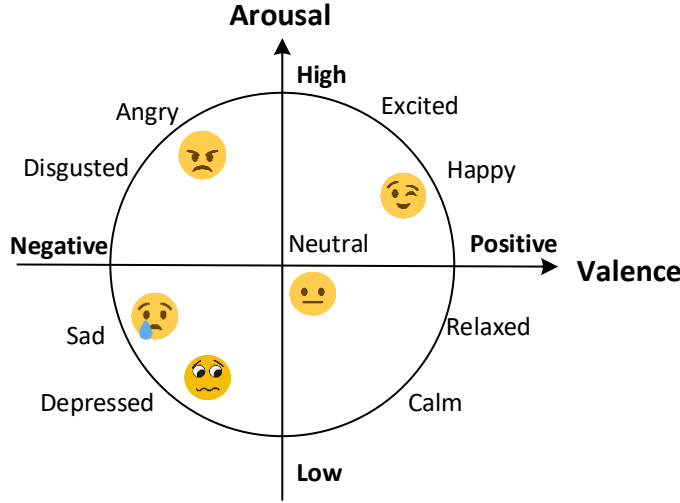 Arousal
High
Angry
Excited
Disgusted
Happy
Negative
Neutral
Positive
Valence
Sad
Relaxed
Depressed
Calm
Low